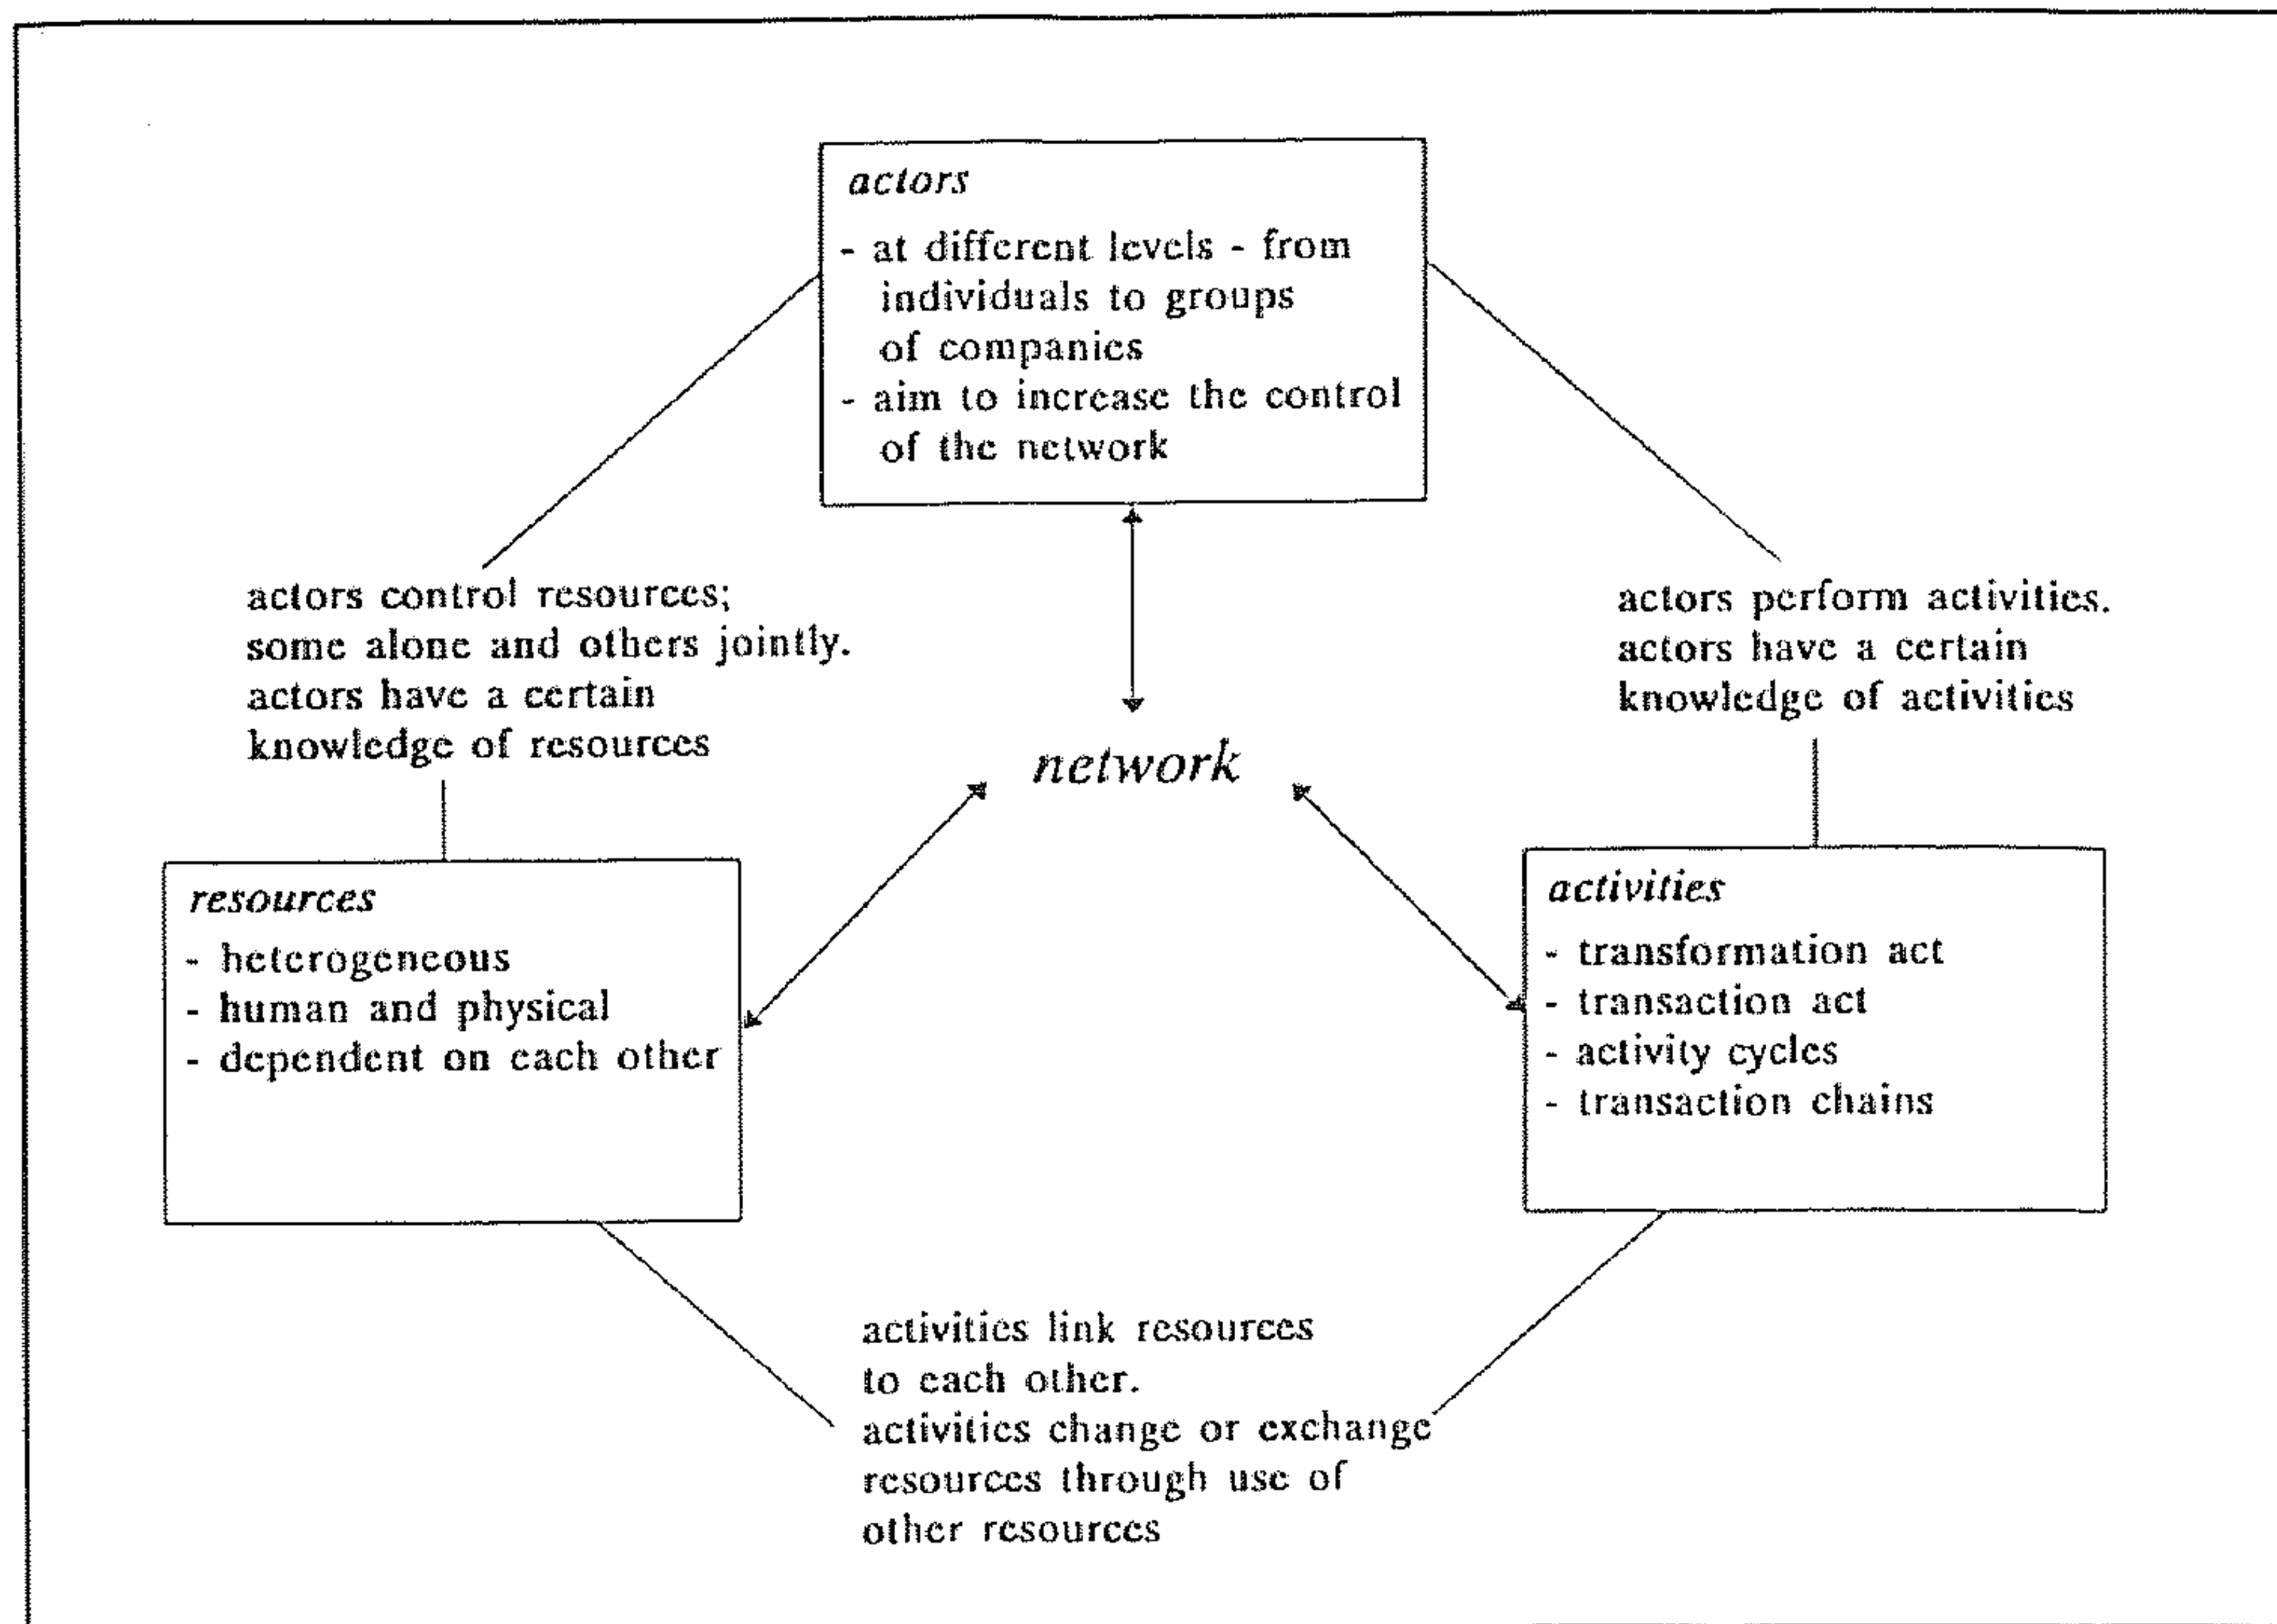 actors
- at different levels - from
individuals to groups
of companies
- aim to increase the control
of the network
actors control resources;
some alone and others jointly.
actors have a certain
knowledge of resources
actors perform activities.
actors have a certain
knowledge of activities
network
resources
- heterogeneous
- human and physical
- dependent on each other
activities
- transformation act
- transaction act
- activity cycles
- transaction chains
activities link resources
to each other.
activities change or exchange
resources through use of
other resources